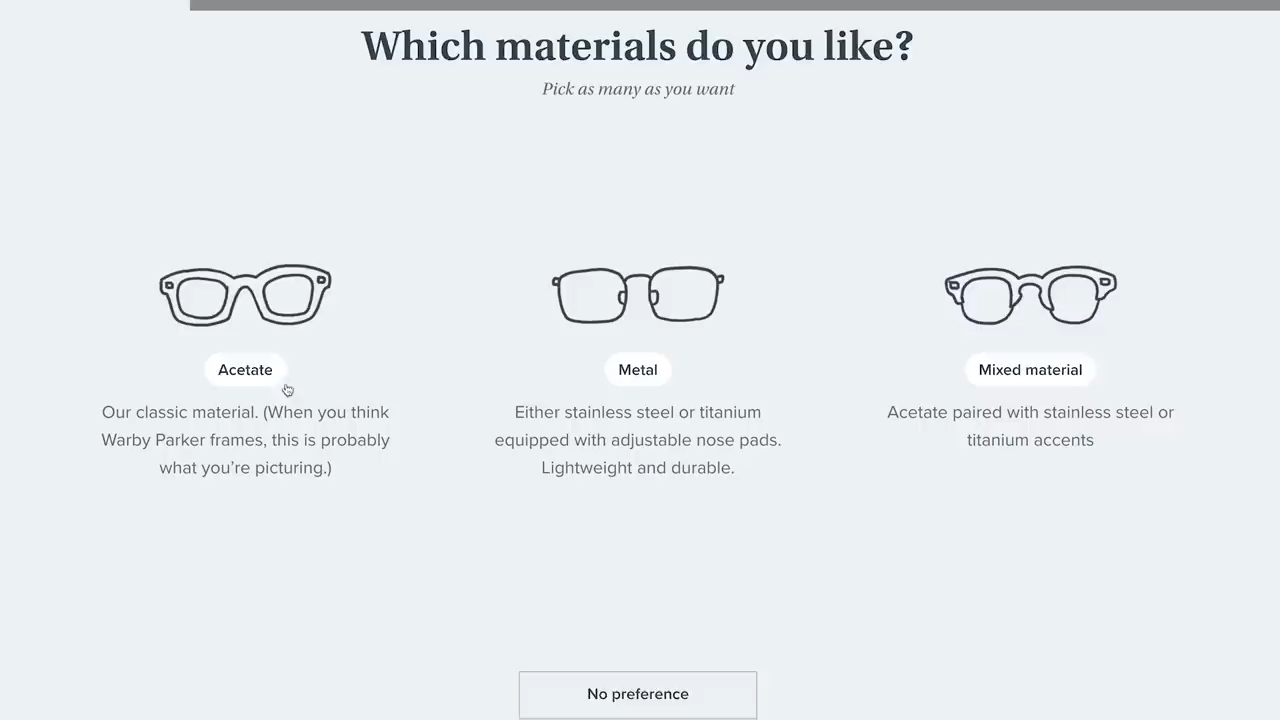 Which materials do you like?
Pick as many as you want
Acetate
Our classic material. (When you think
Warby Parker frames, this is probably
what you’re picturing.)
Metal
Either stainless steel or titanium
equipped with adjustable nose pads.
Lightweight and durable.
Mixed material
Acetate paired with stainless steel or
titanium accents
No preference